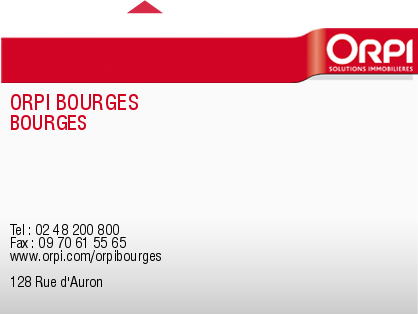 ORPI
SOLUTIONS IMMOBILIERES
ORPI BOURGES
BOURGES
Tel : 02 48 200 800
Fax : 09 70 61 55 65
www.orpi.com/orpibourges
128 Rue d'Auron